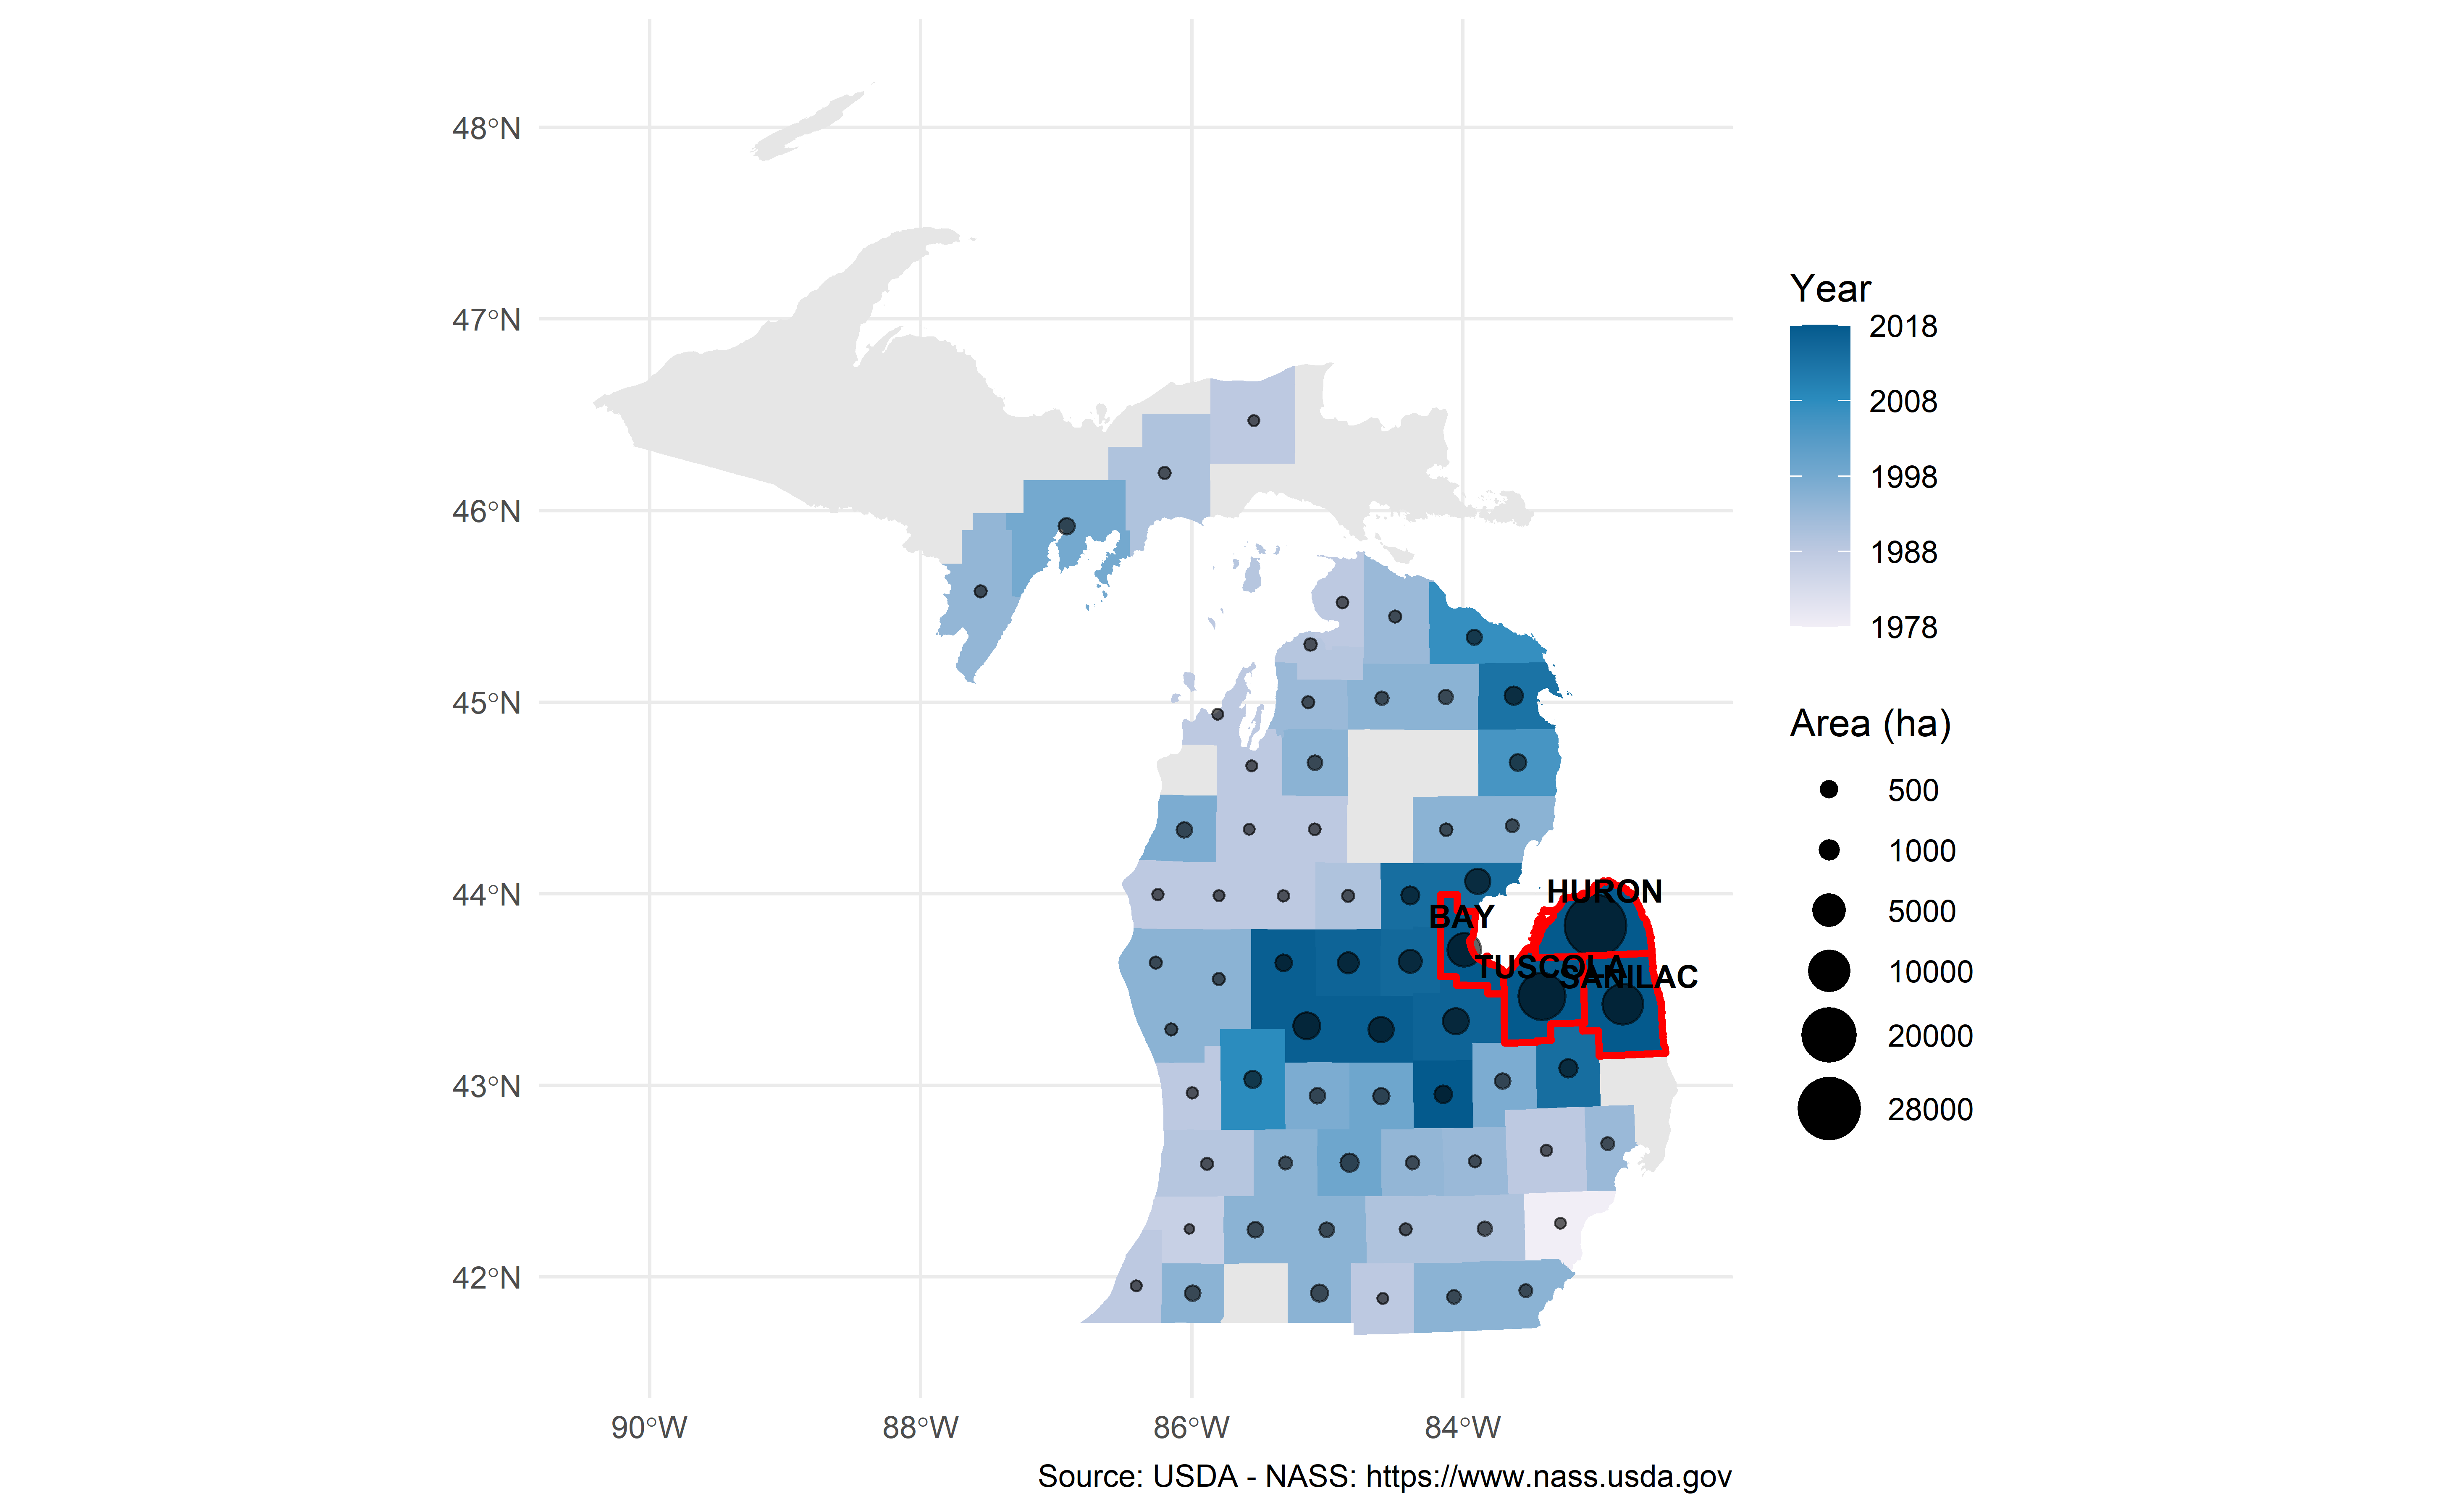 48°N
47°N
46°N
45°N
44°N
43°N
42°N
90°W
88°W
86°W
84°W
HURON
BAY
TUSCOLA
SANILAC
Year
2018
2008
1998
1988
1978
Area (ha)
500
1000
5000
10000
20000
28000
Source: USDA - NASS: https://www.nass.usda.gov